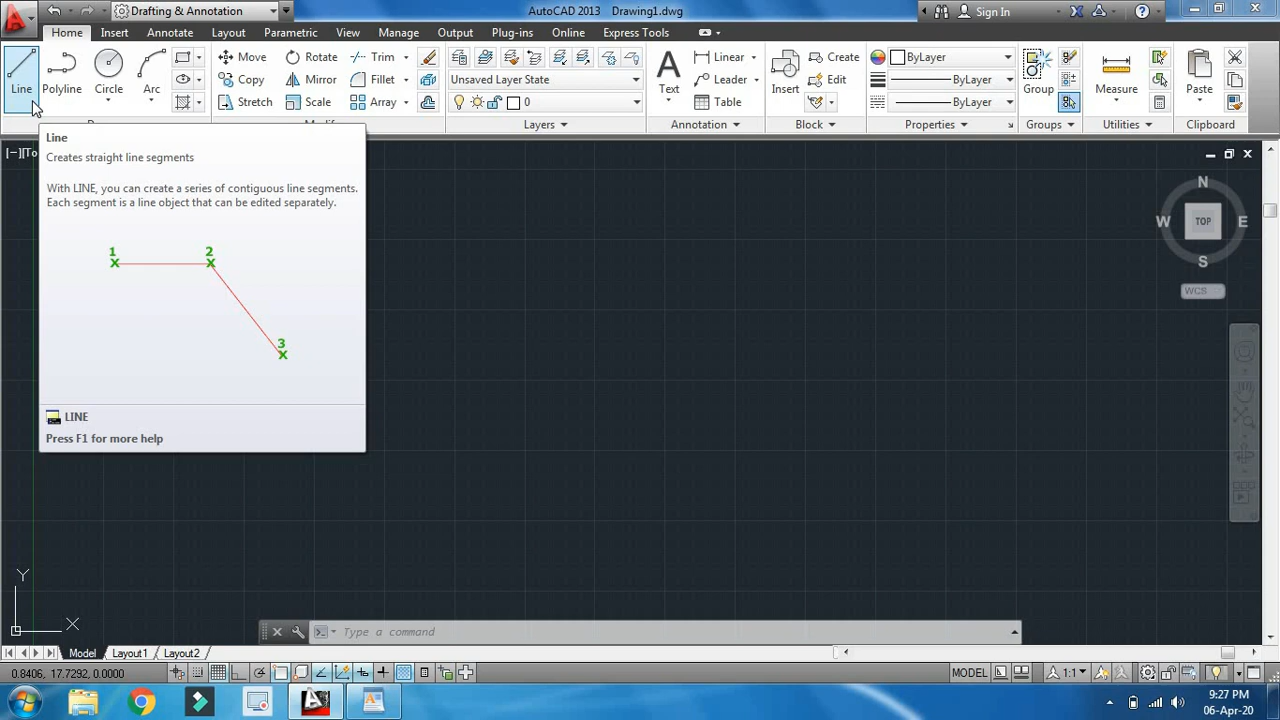 Drafting & Annotation
AutoCAD 2013 Drawing1.dwg
Sign In
Home Insert Annotate Layout Parametric View Manage Output Plug-ins Online Express Tools
Line Polyline Circle Arc
Move Rotate Trim
Copy Mirror Fillet
Stretch Scale Array
Unsaved Layer State
0
Layers
Text
Linear
Leader
Table
Annotation
Insert
Create
Edit
Block
ByLayer
ByLayer
ByLayer
Properties
Group
Groups
Measure
Utilities
Paste
Clipboard
Line
Creates straight line segments
With LINE, you can create a series of contiguous line segments.
Each segment is a line object that can be edited separately.
1 2
3
LINE
Press F1 for more help
N
W TOP E
S
WCS
Y
X
Type a command
Model Layout1 Layout2
0.8406, 17.7292, 0.0000
MODEL
1:1
9:27 PM
06-Apr-20